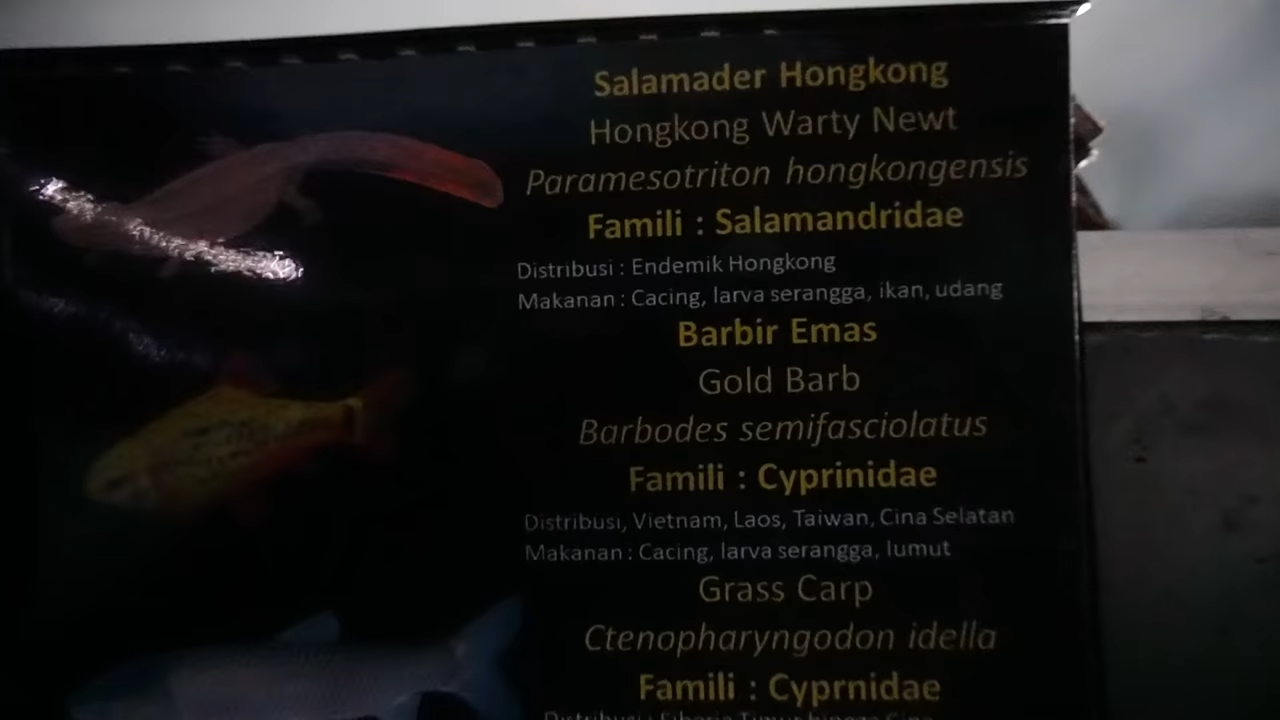 Salamader Hongkong
Hongkong Warty Newt
Paramesotriton hongkongensis
Famili : Salamandridae
Distribusi : Endemik Hongkong
Makanan : Cacing, larva serangga, ikan, udang
Barbir Emas
Gold Barb
Barbodes semifasciolatus
Famili : Cyprinidae
Distribusi, Vietnam, Laos, Taiwan, Cina Selatan
Makanan : Cacing, larva serangga, lumut
Grass Carp
Ctenopharyngodon idella
Famili : Cyprnidae
Distribusi :